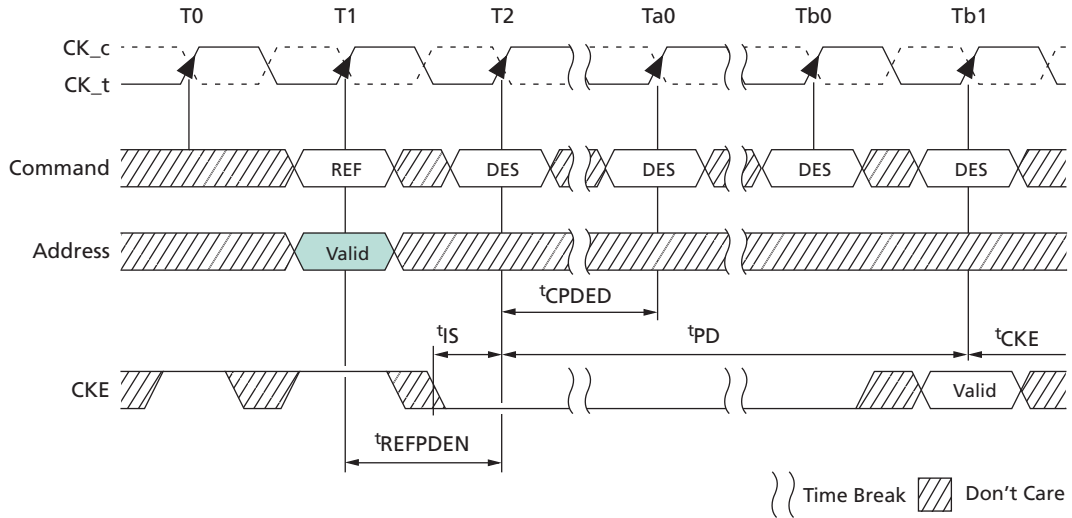 T0 T1 T2 Ta0 Tb0 Tb1
CK_c
CK_t
Command REF DES DES DES DES
Address Valid
tCPDED
tIS tPD tCKE
CKE Valid
tREFPDEN
Time Break Don't Care